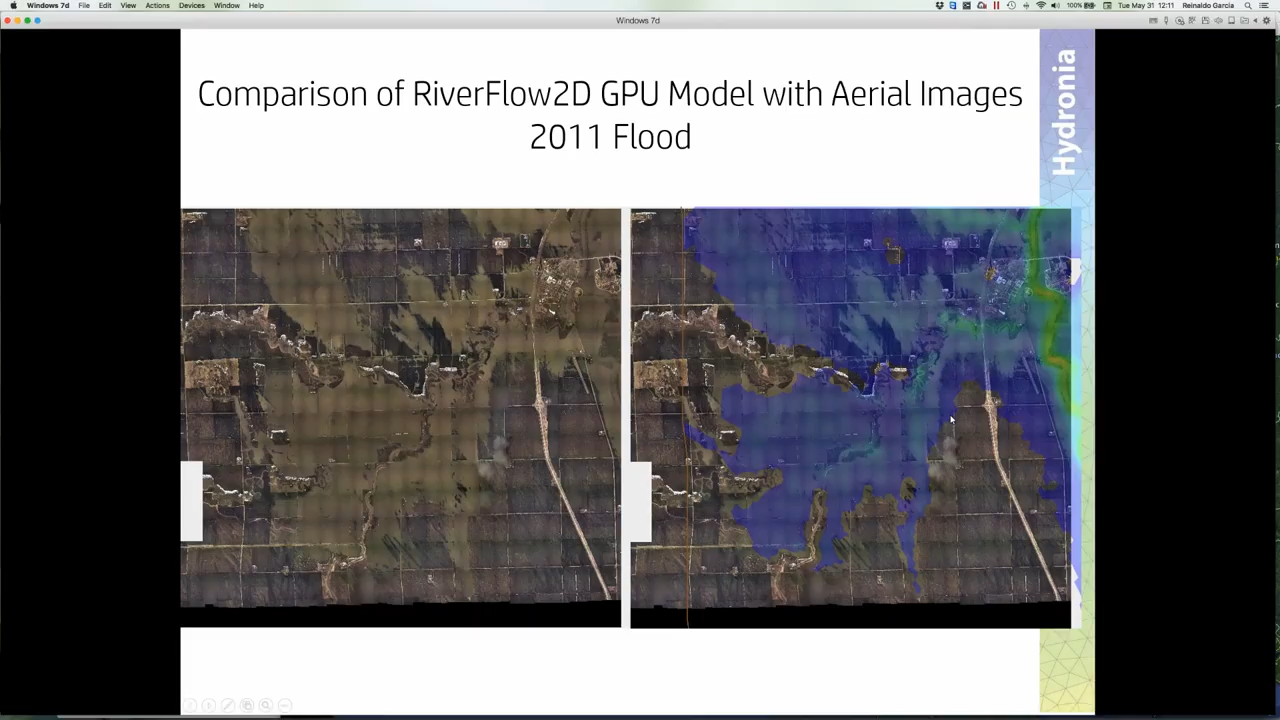 Windows 7d File Edit View Actions Devices Window Help
100% Tue May 31 12:11 Reinaldo Garcia
Windows 7d
Comparison of RiverFlow2D GPU Model with Aerial Images
2011 Flood
Hydronia